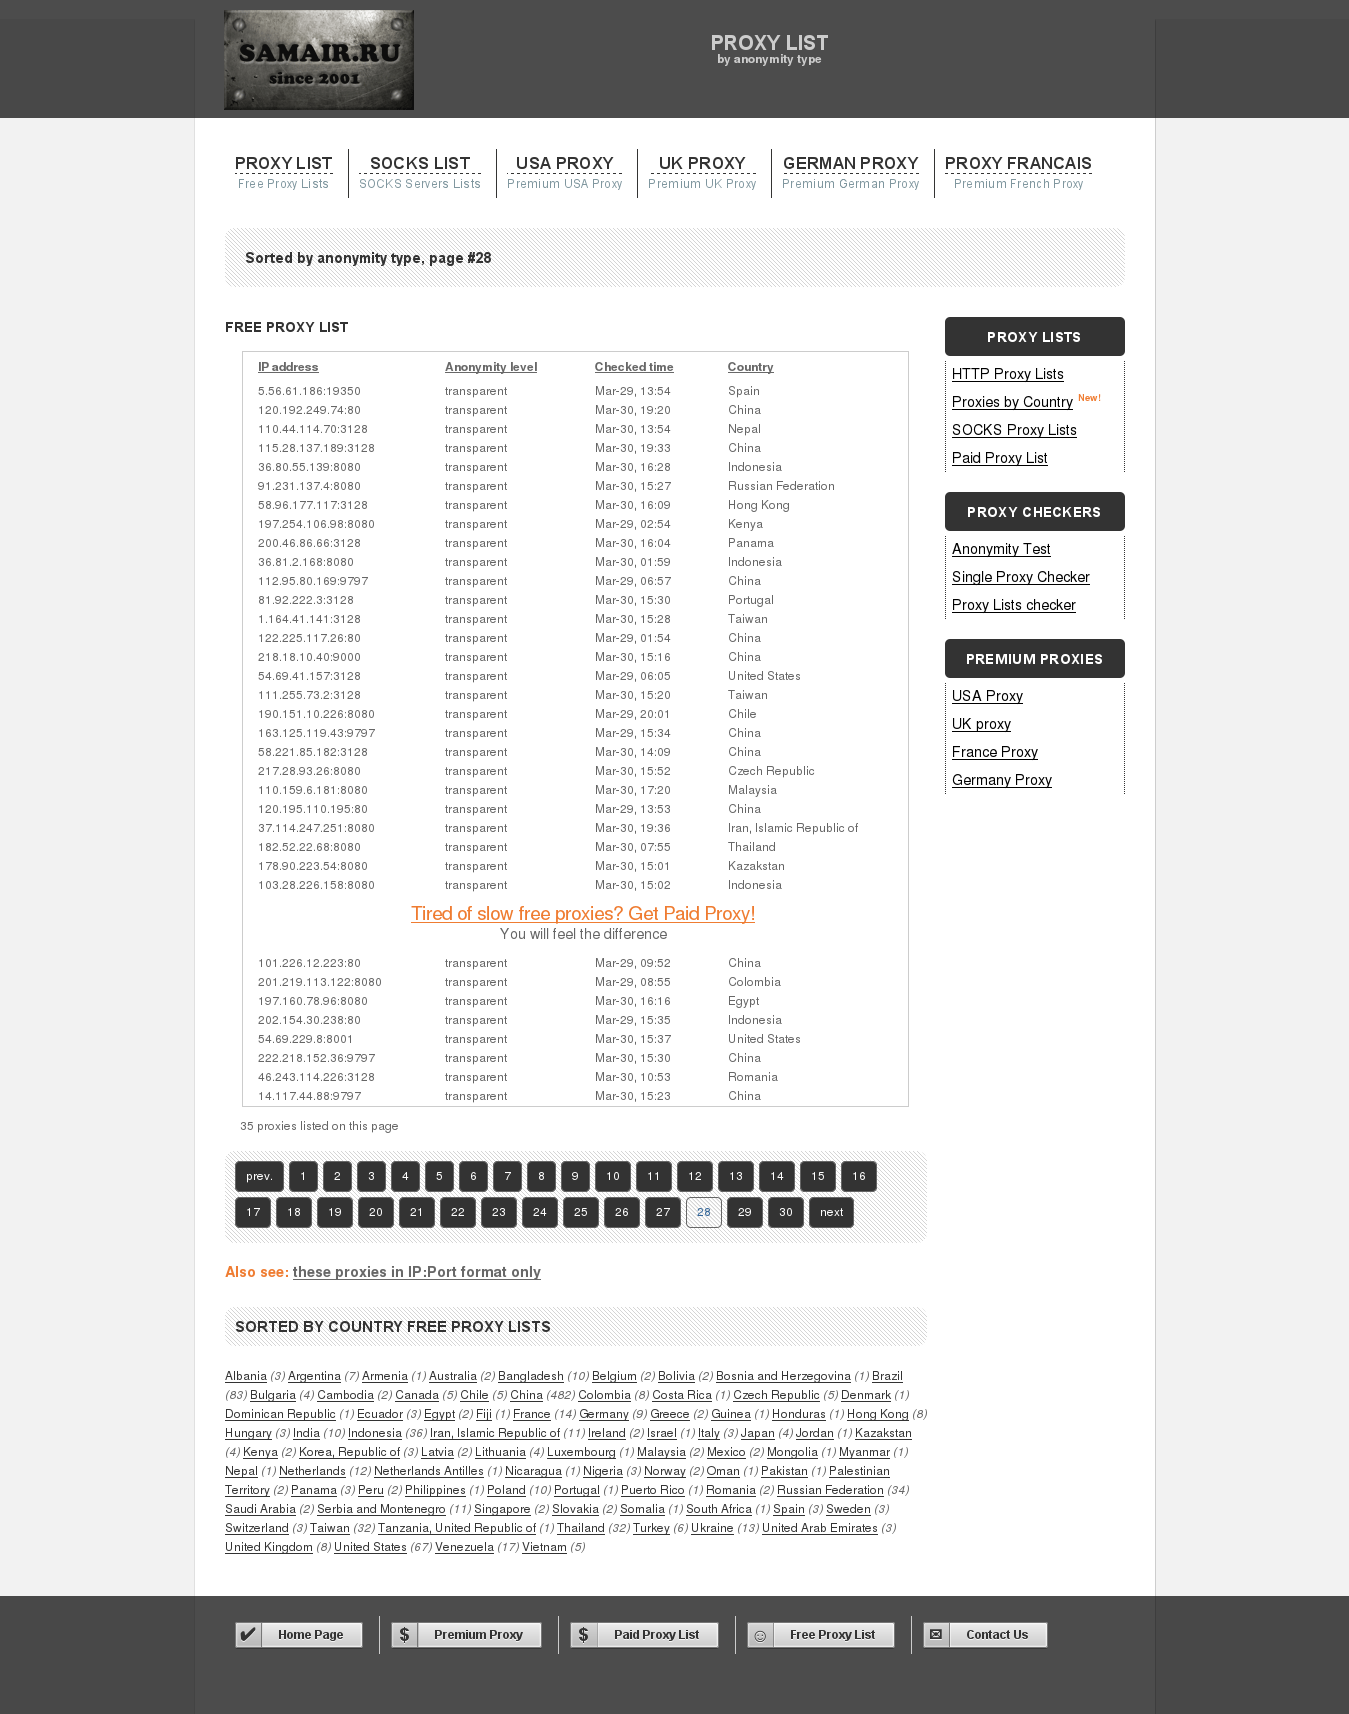 SAMAIR.RU
since 2001
PROXY LIST
by anonymity type
PROXY LIST SOCKS LIST USA PROXY UK PROXY GERMAN PROXY PROXY FRANCAIS
Free Proxy Lists SOCKS Servers Lists Premium USA Proxy Premium UK Proxy Premium German Proxy Premium French Proxy
Sorted by anonymity type, page #28
FREE PROXY LIST
IP address Anonymity level Checked time Country
5.56.61.186:19350 transparent Mar-29, 13:54 Spain
120.192.249.74:80 transparent Mar-30, 19:20 China
110.44.114.70:3128 transparent Mar-30, 13:54 Nepal
115.28.137.189:3128 transparent Mar-30, 19:33 China
36.80.55.139:8080 transparent Mar-30, 16:28 Indonesia
91.231.137.4:8080 transparent Mar-30, 15:27 Russian Federation
58.96.177.117:3128 transparent Mar-30, 16:09 Hong Kong
197.254.106.98:8080 transparent Mar-29, 02:54 Kenya
200.46.86.66:3128 transparent Mar-30, 16:04 Panama
36.81.2.168:8080 transparent Mar-30, 01:59 Indonesia
112.95.80.169:9797 transparent Mar-29, 06:57 China
81.92.222.3:3128 transparent Mar-30, 15:30 Portugal
1.164.41.141:3128 transparent Mar-30, 15:28 Taiwan
122.225.117.26:80 transparent Mar-29, 01:54 China
218.18.10.40:9000 transparent Mar-30, 15:16 China
54.69.41.157:3128 transparent Mar-29, 06:05 United States
111.255.73.2:3128 transparent Mar-30, 15:20 Taiwan
190.151.10.226:8080 transparent Mar-29, 20:01 Chile
163.125.119.43:9797 transparent Mar-29, 15:34 China
58.221.85.182:3128 transparent Mar-30, 14:09 China
217.28.93.26:8080 transparent Mar-30, 15:52 Czech Republic
110.159.6.181:8080 transparent Mar-30, 17:20 Malaysia
120.195.110.195:80 transparent Mar-29, 13:53 China
37.114.247.251:8080 transparent Mar-30, 19:36 Iran, Islamic Republic of
182.52.22.68:8080 transparent Mar-30, 07:55 Thailand
178.90.223.54:8080 transparent Mar-30, 15:01 Kazakstan
103.28.226.158:8080 transparent Mar-30, 15:02 Indonesia
Tired of slow free proxies? Get Paid Proxy!
You will feel the difference
101.226.12.223:80 transparent Mar-29, 09:52 China
201.219.113.122:8080 transparent Mar-29, 08:55 Colombia
197.160.78.96:8080 transparent Mar-30, 16:16 Egypt
202.154.30.238:80 transparent Mar-29, 15:35 Indonesia
54.69.229.8:8001 transparent Mar-30, 15:37 United States
222.218.152.36:9797 transparent Mar-30, 15:30 China
46.243.114.226:3128 transparent Mar-30, 10:53 Romania
14.117.44.88:9797 transparent Mar-30, 15:23 China
35 proxies listed on this page
prev. 1 2 3 4 5 6 7 8 9 10 11 12 13 14 15 16
17 18 19 20 21 22 23 24 25 26 27 28 29 30 next
Also see: these proxies in IP:Port format only
SORTED BY COUNTRY FREE PROXY LISTS
Albania (3) Argentina (7) Armenia (1) Australia (2) Bangladesh (10) Belgium (2) Bolivia (2) Bosnia and Herzegovina (1) Brazil
(83) Bulgaria (4) Cambodia (2) Canada (5) Chile (5) China (482) Colombia (8) Costa Rica (1) Czech Republic (5) Denmark (1)
Dominican Republic (1) Ecuador (3) Egypt (2) Fiji (1) France (14) Germany (9) Greece (2) Guinea (1) Honduras (1) Hong Kong (8)
Hungary (3) India (10) Indonesia (36) Iran, Islamic Republic of (11) Ireland (2) Israel (1) Italy (3) Japan (4) Jordan (1) Kazakstan
(4) Kenya (2) Korea, Republic of (3) Latvia (2) Lithuania (4) Luxembourg (1) Malaysia (2) Mexico (2) Mongolia (1) Myanmar (1)
Nepal (1) Netherlands (12) Netherlands Antilles (1) Nicaragua (1) Nigeria (3) Norway (2) Oman (1) Pakistan (1) Palestinian
Territory (2) Panama (3) Peru (2) Philippines (1) Poland (10) Portugal (1) Puerto Rico (1) Romania (2) Russian Federation (34)
Saudi Arabia (2) Serbia and Montenegro (11) Singapore (2) Slovakia (2) Somalia (1) South Africa (1) Spain (3) Sweden (3)
Switzerland (3) Taiwan (32) Tanzania, United Republic of (1) Thailand (32) Turkey (6) Ukraine (13) United Arab Emirates (3)
United Kingdom (8) United States (67) Venezuela (17) Vietnam (5)
PROXY LISTS
HTTP Proxy Lists
Proxies by Country New!
SOCKS Proxy Lists
Paid Proxy List
PROXY CHECKERS
Anonymity Test
Single Proxy Checker
Proxy Lists checker
PREMIUM PROXIES
USA Proxy
UK proxy
France Proxy
Germany Proxy
✔ Home Page $ Premium Proxy $ Paid Proxy List ☺ Free Proxy List ✉ Contact Us